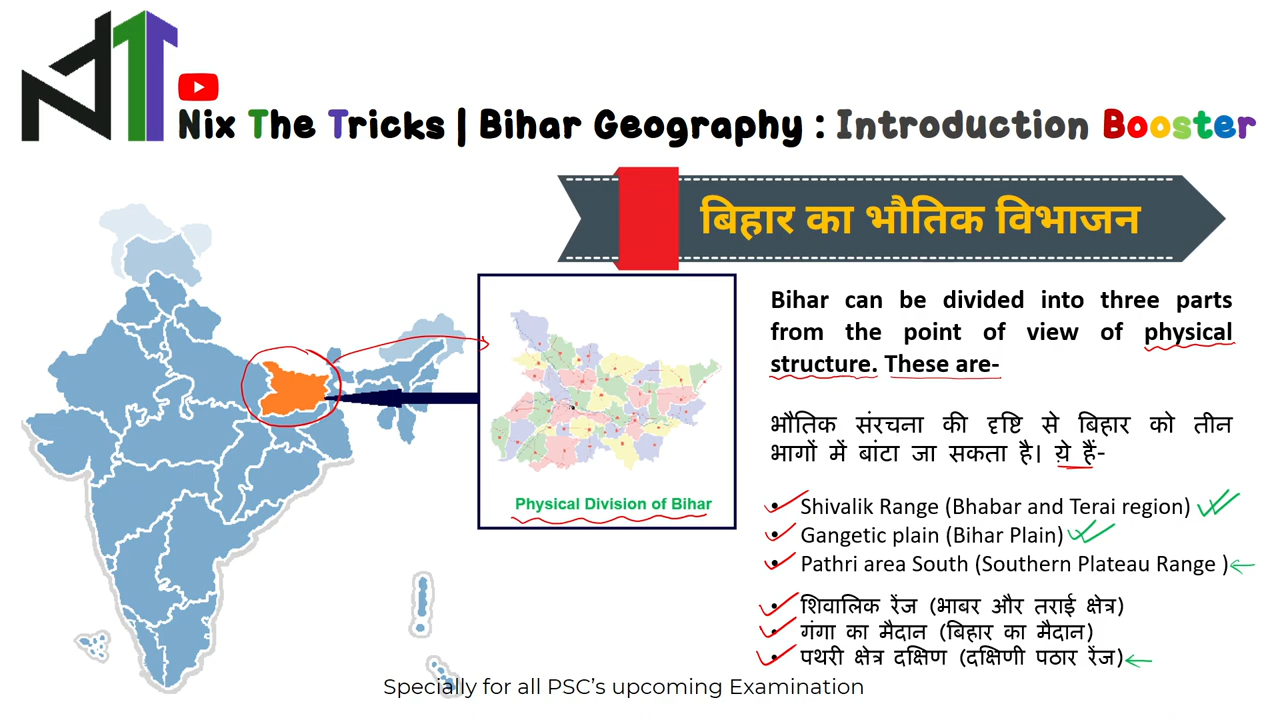 Nix The Tricks | Bihar Geography : Introduction Booster
बिहार का भौतिक विभाजन
Bihar can be divided into three parts
from the point of view of physical
structure. These are-
भौतिक संरचना की दृष्टि से बिहार को तीन
भागों में बांटा जा सकता है। ये हैं-
Physical Division of Bihar
• Shivalik Range (Bhabar and Terai region)
• Gangetic plain (Bihar Plain)
• Pathri area South (Southern Plateau Range )
• शिवालिक रेंज (भाबर और तराई क्षेत्र)
• गंगा का मैदान (बिहार का मैदान)
• पथरी क्षेत्र दक्षिण (दक्षिणी पठार रेंज)
Specially for all PSC's upcoming Examination